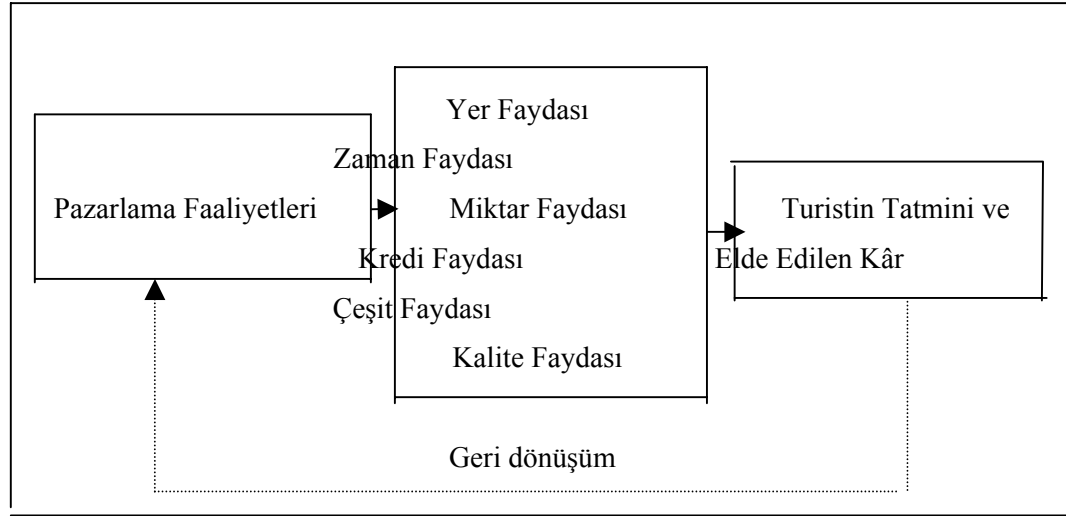 Yer Faydası
Zaman Faydası
Pazarlama Faaliyetleri
Miktar Faydası
Turistin Tatmini ve
Kredi Faydası
Elde Edilen Kâr
Çeşit Faydası
Kalite Faydası
Geri dönüşüm